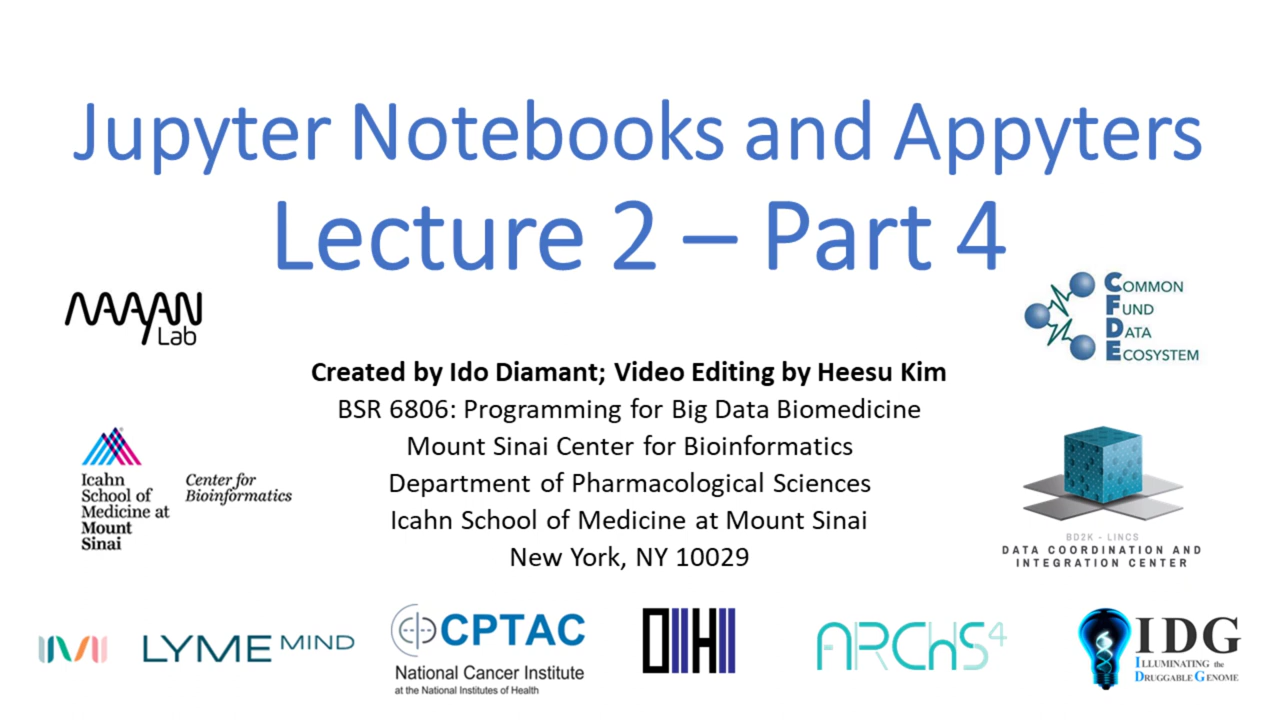 Jupyter Notebooks and Appyters
Lecture 2 – Part 4
MAAYAN
Lab
COMMON
FUND
DATA
ECOSYSTEM
Created by Ido Diamant; Video Editing by Heesu Kim
BSR 6806: Programming for Big Data Biomedicine
Mount Sinai Center for Bioinformatics
Department of Pharmacological Sciences
Icahn School of Medicine at Mount Sinai
New York, NY 10029
Icahn
School of
Medicine at
Mount
Sinai
Center for
Bioinformatics
BD2K - LINCS
DATA COORDINATION AND
INTEGRATION CENTER
LYME MIND
CPTAC
National Cancer Institute
at the National Institutes of Health
ARCHS4
IDG
ILLUMINATING the
DRUGGABLE GENOME